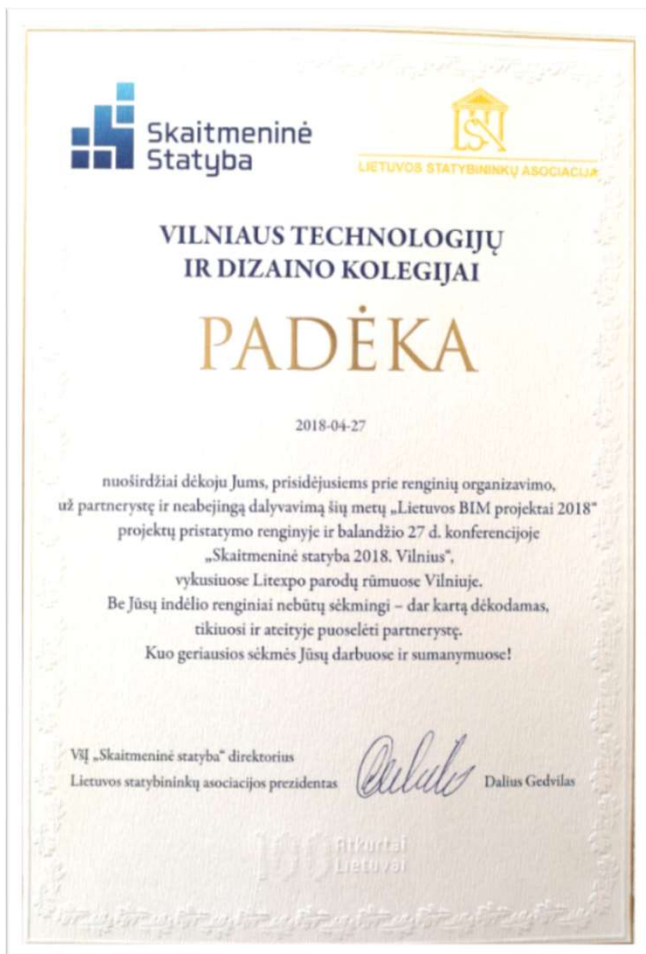 Skaitmeninė
Statyba
LIETUVOS STATYBININKŲ ASOCIACIJA
VILNIAUS TECHNOLOGIJŲ
IR DIZAINO KOLEGIJAI
PADĖKA
2018-04-27
nuoširdžiai dėkoju Jums, prisidėjusiems prie renginių organizavimo,
už partnerystę ir neabejingą dalyvavimą šių metų „Lietuvos BIM projektai 2018“
projektų pristatymo renginyje ir balandžio 27 d. konferencijoje
„Skaitmeninė statyba 2018. Vilnius“,
vykusiuose Litexpo parodų rūmuose Vilniuje.
Be Jūsų indėlio renginiai nebūtų sėkmingi – dar kartą dėkodamas,
tikiuosi ir ateityje puoselėti partnerystę.
Kuo geriausios sėkmės Jūsų darbuose ir sumanymuose!
VšĮ „Skaitmeninė statyba“ direktorius
Lietuvos statybininkų asociacijos prezidentas Dalius Gedvilas
100 Atkurtai
Lietuvai